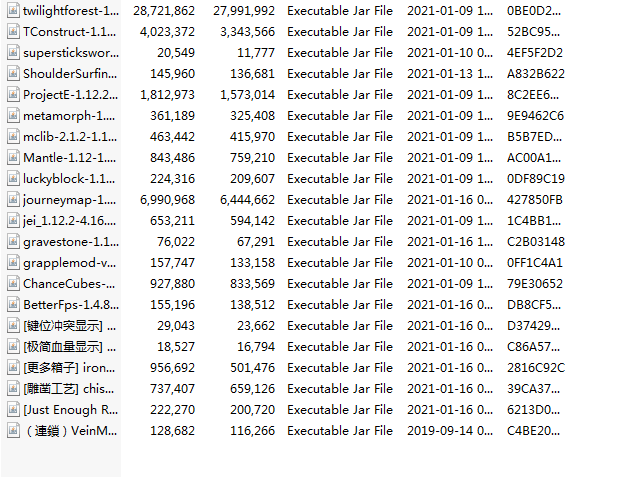 twilightforest-1... 28,721,862 27,991,992 Executable Jar File 2021-01-09 1... 0BE0D2...
TConstruct-1.1... 4,023,372 3,343,566 Executable Jar File 2021-01-09 1... 52BC95...
superstickswor... 20,549 11,777 Executable Jar File 2021-01-10 0... 4EF5F2D2
ShoulderSurfin... 145,960 136,681 Executable Jar File 2021-01-13 1... A832B622
ProjectE-1.12.2... 1,812,973 1,573,014 Executable Jar File 2021-01-09 1... 8C2EE6...
metamorph-1.... 361,189 325,408 Executable Jar File 2021-01-09 1... 9E9462C6
mclib-2.1.2-1.1... 463,442 415,970 Executable Jar File 2021-01-09 1... B5B7ED...
Mantle-1.12-1.... 843,486 759,210 Executable Jar File 2021-01-09 1... AC00A1...
luckyblock-1.1... 224,316 209,607 Executable Jar File 2021-01-09 1... 0DF89C19
journeymap-1.... 6,990,968 6,444,662 Executable Jar File 2021-01-16 0... 427850FB
jei_1.12.2-4.16.... 653,211 594,142 Executable Jar File 2021-01-09 1... 1C4BB1...
gravestone-1.1... 76,022 67,291 Executable Jar File 2021-01-16 1... C2B03148
grapplemod-v... 157,747 133,158 Executable Jar File 2021-01-10 0... 0FF1C4A1
ChanceCubes-... 927,880 833,569 Executable Jar File 2021-01-09 1... 79E30652
BetterFps-1.4.8... 155,196 138,512 Executable Jar File 2021-01-16 0... DB8CF5...
[键位冲突显示] ... 29,043 23,662 Executable Jar File 2021-01-16 0... D37429...
[极简血量显示] ... 18,527 16,794 Executable Jar File 2021-01-16 0... C86A57...
[更多箱子] iron... 956,692 501,476 Executable Jar File 2021-01-16 0... 2816C92C
[雕凿工艺] chis... 737,407 659,126 Executable Jar File 2021-01-16 0... 39CA37...
[Just Enough R... 222,270 200,720 Executable Jar File 2021-01-16 0... 6213D0...
（連鎖）VeinM... 128,682 116,266 Executable Jar File 2019-09-14 0... C4BE20...